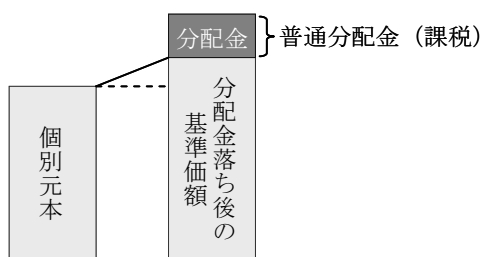 分配金
普通分配金（課税）
個別元本
分配金落ち後の
基準価額